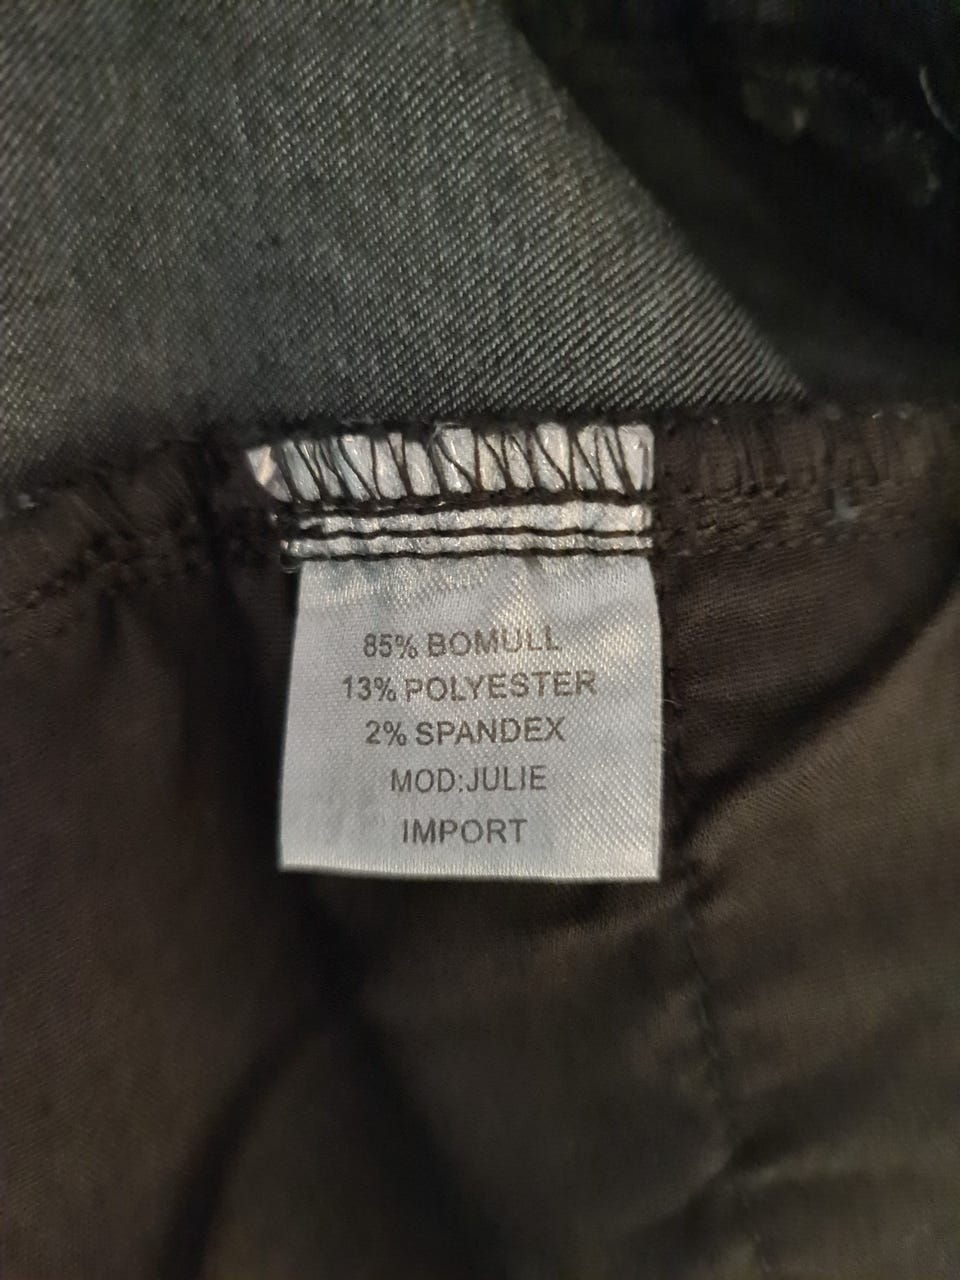 85% BOMULL
13% POLYESTER
2% SPANDEX
MOD:JULIE
IMPORT